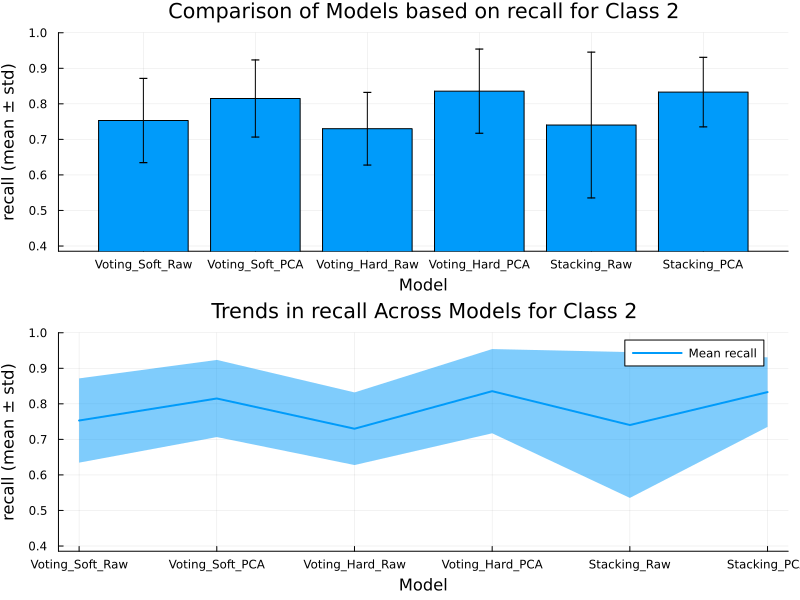 Comparison of Models based on recall for Class 2
recall (mean ± std)
1.0
0.9
0.8
0.7
0.6
0.5
0.4
Voting_Soft_Raw Voting_Soft_PCA Voting_Hard_Raw Voting_Hard_PCA Stacking_Raw Stacking_PCA
Model
Trends in recall Across Models for Class 2
recall (mean ± std)
1.0
Mean recall
0.9
0.8
0.7
0.6
0.5
0.4
Voting_Soft_Raw Voting_Soft_PCA Voting_Hard_Raw Voting_Hard_PCA Stacking_Raw Stacking_PC
Model